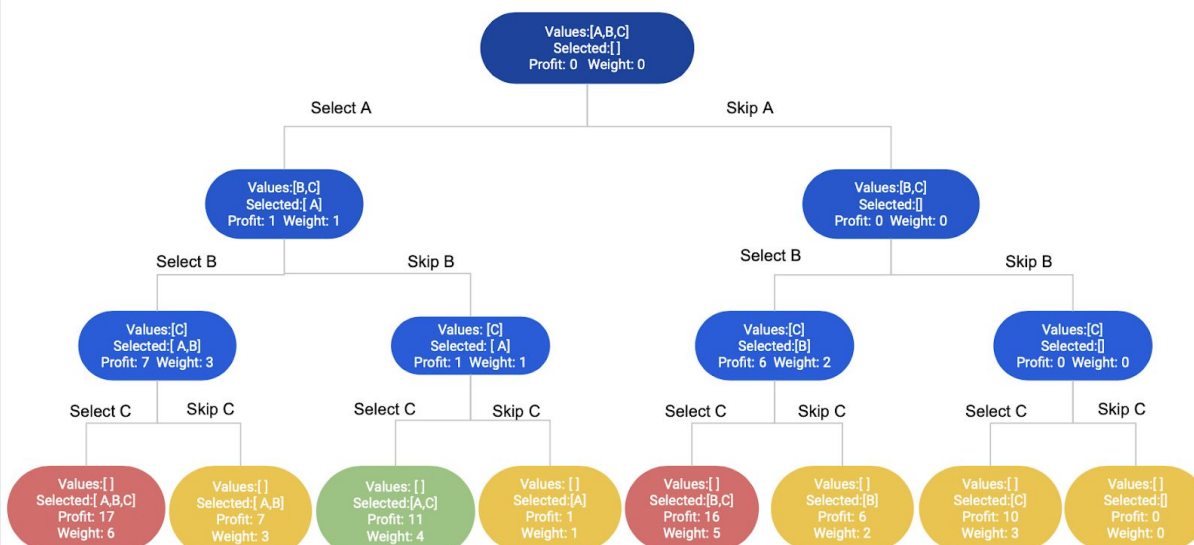 Values:[A,B,C]
Selected:[ ]
Profit: 0 Weight: 0
Select A
Skip A
Values:[B,C]
Selected:[ A]
Profit: 1 Weight: 1
Values:[B,C]
Selected:[]
Profit: 0 Weight: 0
Select B
Skip B
Select B
Skip B
Values:[C]
Selected:[ A,B]
Profit: 7 Weight: 3
Values: [C]
Selected: [ A]
Profit: 1 Weight: 1
Values:[C]
Selected:[B]
Profit: 6 Weight: 2
Values:[C]
Selected:[]
Profit: 0 Weight: 0
Select C
Skip C
Select C
Skip C
Select C
Skip C
Select C
Skip C
Values:[ ]
Selected:[ A,B,C]
Profit: 17
Weight: 6
Values:[ ]
Selected:[ A,B]
Profit: 7
Weight: 3
Values: [ ]
Selected:[A,C]
Profit: 11
Weight: 4
Values: [ ]
Selected:[A]
Profit: 1
Weight: 1
Values:[ ]
Selected:[B,C]
Profit: 16
Weight: 5
Values:[ ]
Selected:[B]
Profit: 6
Weight: 2
Values:[ ]
Selected:[C]
Profit: 10
Weight: 3
Values:[ ]
Selected:[]
Profit: 0
Weight: 0